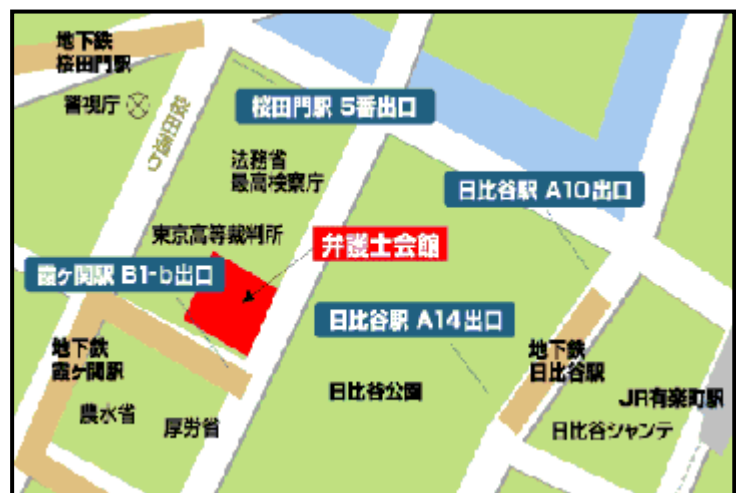 地下鉄
桜田門駅
警視庁
桜田通り
桜田門駅 5番出口
法務省
最高検察庁
日比谷駅 A10出口
東京高等裁判所
弁護士会館
霞ヶ関駅 B1-b出口
日比谷駅 A14出口
地下鉄
霞ヶ関駅
地下鉄
日比谷駅
日比谷公園
JR有楽町駅
農水省
厚労省
日比谷シャンテ